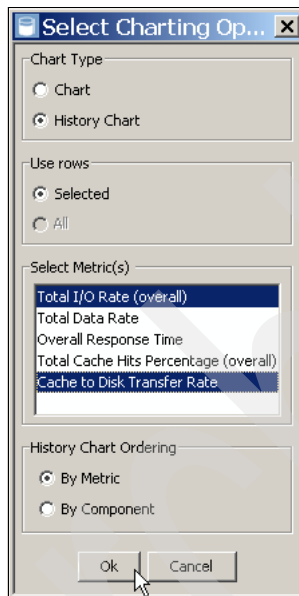 Select Charting Op...
Chart Type
Chart
History Chart
Use rows
Selected
All
Select Metric(s)
Total I/O Rate (overall)
Total Data Rate
Overall Response Time
Total Cache Hits Percentage (overall)
Cache to Disk Transfer Rate
History Chart Ordering
By Metric
By Component
Ok Cancel